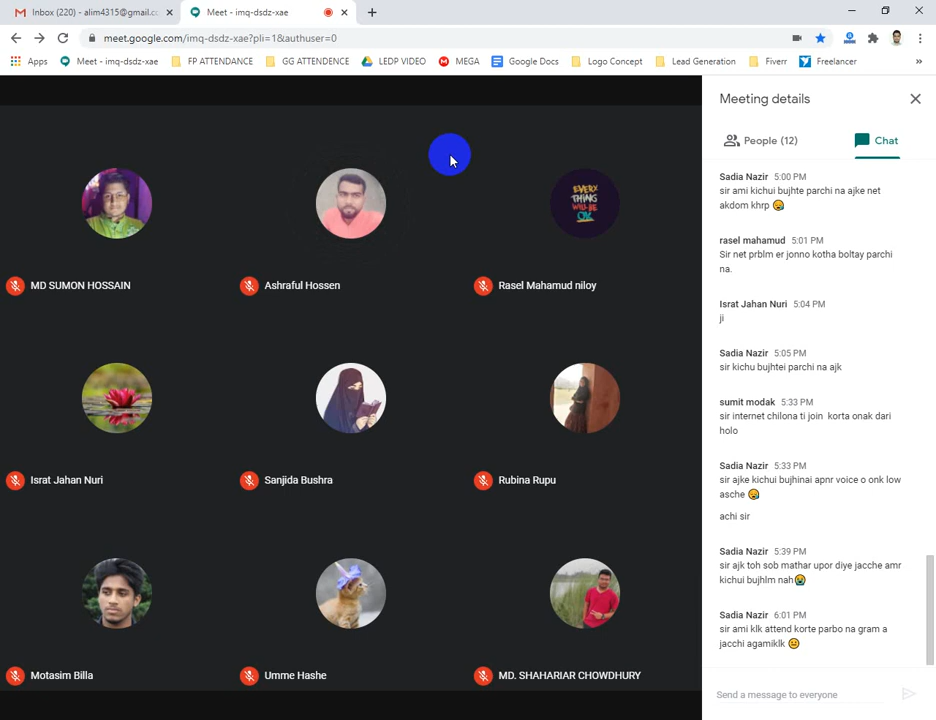 Inbox (220) - alim4315@gmail.co
Meet - imq-dsdz-xae
meet.google.com/imq-dsdz-xae?pli=1&authuser=0
Apps
Meet - imq-dsdz-xae
FP ATTENDANCE
GG ATTENDENCE
LEDP VIDEO
MEGA
Google Docs
Logo Concept
Lead Generation
Fiverr
Freelancer
»
EVERY
THING
WILL BE
OK
MD SUMON HOSSAIN
Ashraful Hossen
Rasel Mahamud niloy
Israt Jahan Nuri
Sanjida Bushra
Rubina Rupu
Motasim Billa
Umme Hashe
MD. SHAHARIAR CHOWDHURY
Meeting details
People (12)
Chat
Sadia Nazir 5:00 PM
sir ami kichui bujhte parchi na ajke net
akdom khrp 😪
rasel mahamud 5:01 PM
Sir net prblm er jonno kotha boltay parchi
na.
Israt Jahan Nuri 5:04 PM
ji
Sadia Nazir 5:05 PM
sir kichu bujhtei parchi na ajk
sumit modak 5:33 PM
sir internet chilona ti join korta onak dari
holo
Sadia Nazir 5:33 PM
sir ajke kichui bujhinai apnr voice o onk low
asche 😪
achi sir
Sadia Nazir 5:39 PM
sir ajk toh sob mathar upor diye jacche amr
kichui bujhlm nah😭
Sadia Nazir 6:01 PM
sir ami klk attend korte parbo na gram a
jacchi agamiklk 😐
Send a message to everyone